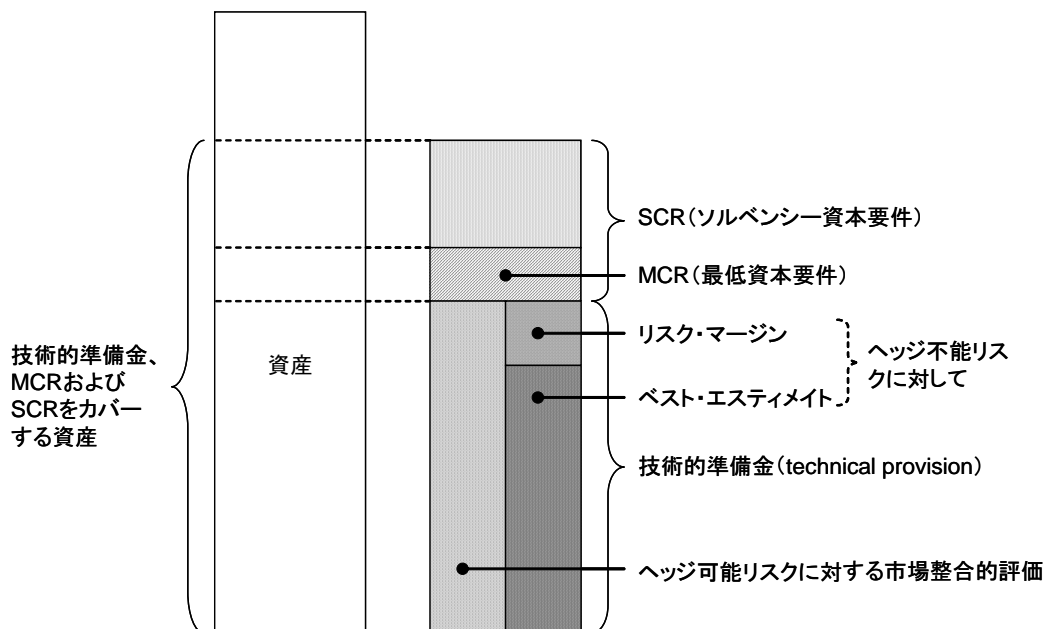 SCR（ソルベンシー資本要件）
MCR（最低資本要件）
リスク・マージン
ヘッジ不能リス
クに対して
技術的準備金、
MCRおよび
SCRをカバー
する資産
資産
ベスト・エスティメイト
技術的準備金（technical provision）
ヘッジ可能リスクに対する市場整合的評価